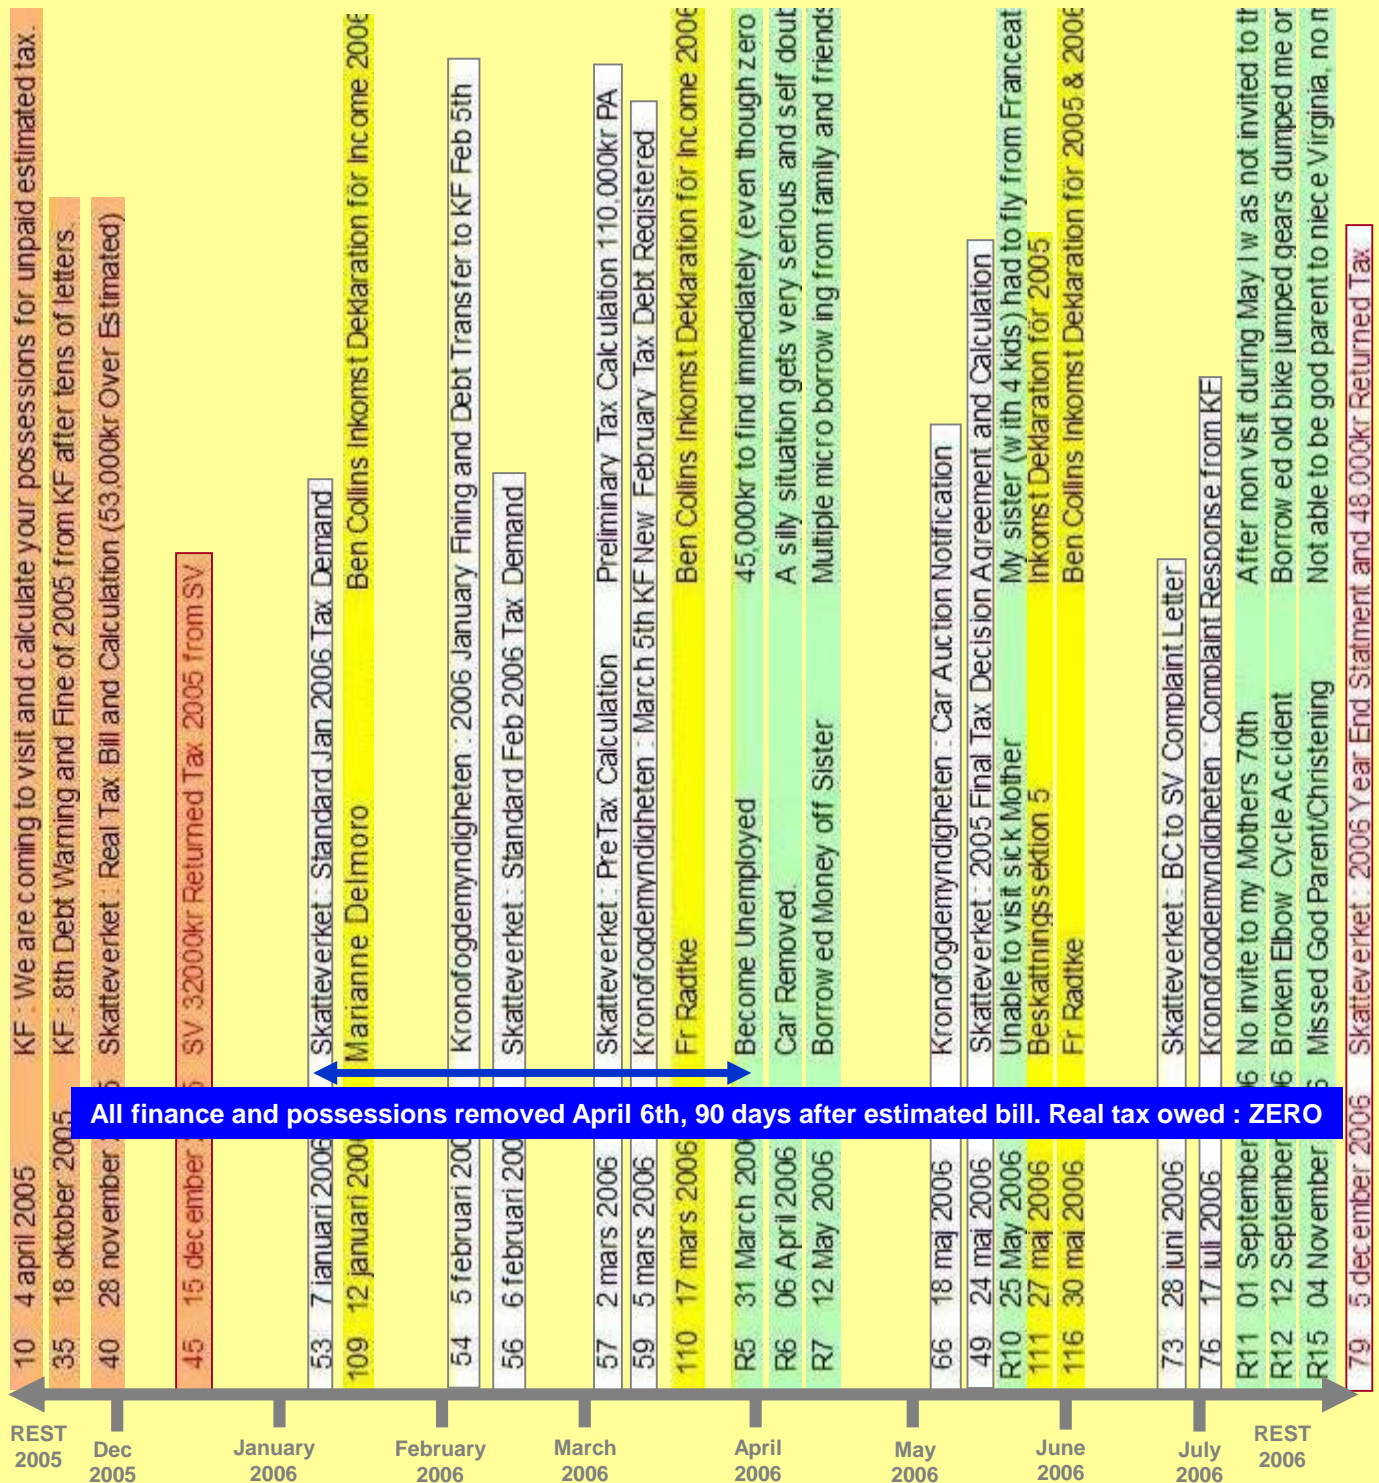 10 4 april 2005 KF : We are coming to visit and calculate your possessions for unpaid estimated tax.
35 18 oktober 2005 KF : 8th Debt Warning and Fine of 2005 from KF after tens of letters.
40 28 november Skatteverket : Real Tax Bill and Calculation (53,000kr Over Estimated)
45 15 december SV 32000kr Returned Tax 2005 from SV
53 7 januari 2006 Skatteverket : Standard Jan 2006 Tax Demand
109 12 januari 200 Marianne Delmoro Ben Collins Inkomst Deklaration för Income 2006
54 5 februari 200 Kronofogdemyndigheten : 2006 January Fining and Debt Transfer to KF Feb 5th
56 6 februari 200 Skatteverket : Standard Feb 2006 Tax Demand
57 2 mars 2006 Skatteverket : Pre Tax Calculation Preliminary Tax Calculation 110,000kr PA
59 5 mars 2006 Kronofogdemyndigheten : March 5th KF New February Tax Debt Registered
110 17 mars 2006 Fr Radtke Ben Collins Inkomst Deklaration för Income 2006
R5 31 March 200 Become Unemployed 45,000kr to find immediately (even though zero
R6 06 April 2006 Car Removed. A silly situation gets very serious and self doubt
R7 12 May 2006 Borrowed Money off Sister Multiple micro borrowing from family and friends
66 18 maj 2006 Kronofogdemyndigheten : Car Auction Notification
49 24 maj 2006 Skatteverket : 2005 Final Tax Decision Agreement and Calculation
R10 25 May 2006 Unable to visit sick Mother My sister (with 4 kids) had to fly from France at
111 27 maj 2006 Beskattningssektion 5 Inkomst Deklaration för 2005
116 30 maj 2006 Fr Radtke Ben Collins Inkomst Deklaration för 2005 & 2006
73 28 juni 2006 Skatteverket : BC to SV Complaint Letter
76 17 juli 2006 Kronofogdemyndigheten : Complaint Response from KF
R11 01 September 06 No invite to my Mothers 70th After non visit during May I was not invited to th
R12 12 September 06 Broken Elbow Cycle Accident Borrowed old bike jumped gears dumped me on
R15 04 November 6 Missed God Parent/Christening Not able to be god parent to niece Virginia, no m
79 5 december 2006 Skatteverket : 2006 Year End Statment and 48.000kr Returned Tax
All finance and possessions removed April 6th, 90 days after estimated bill. Real tax owed : ZERO
REST 2005
Dec 2005
January 2006
February 2006
March 2006
April 2006
May 2006
June 2006
July 2006
REST 2006